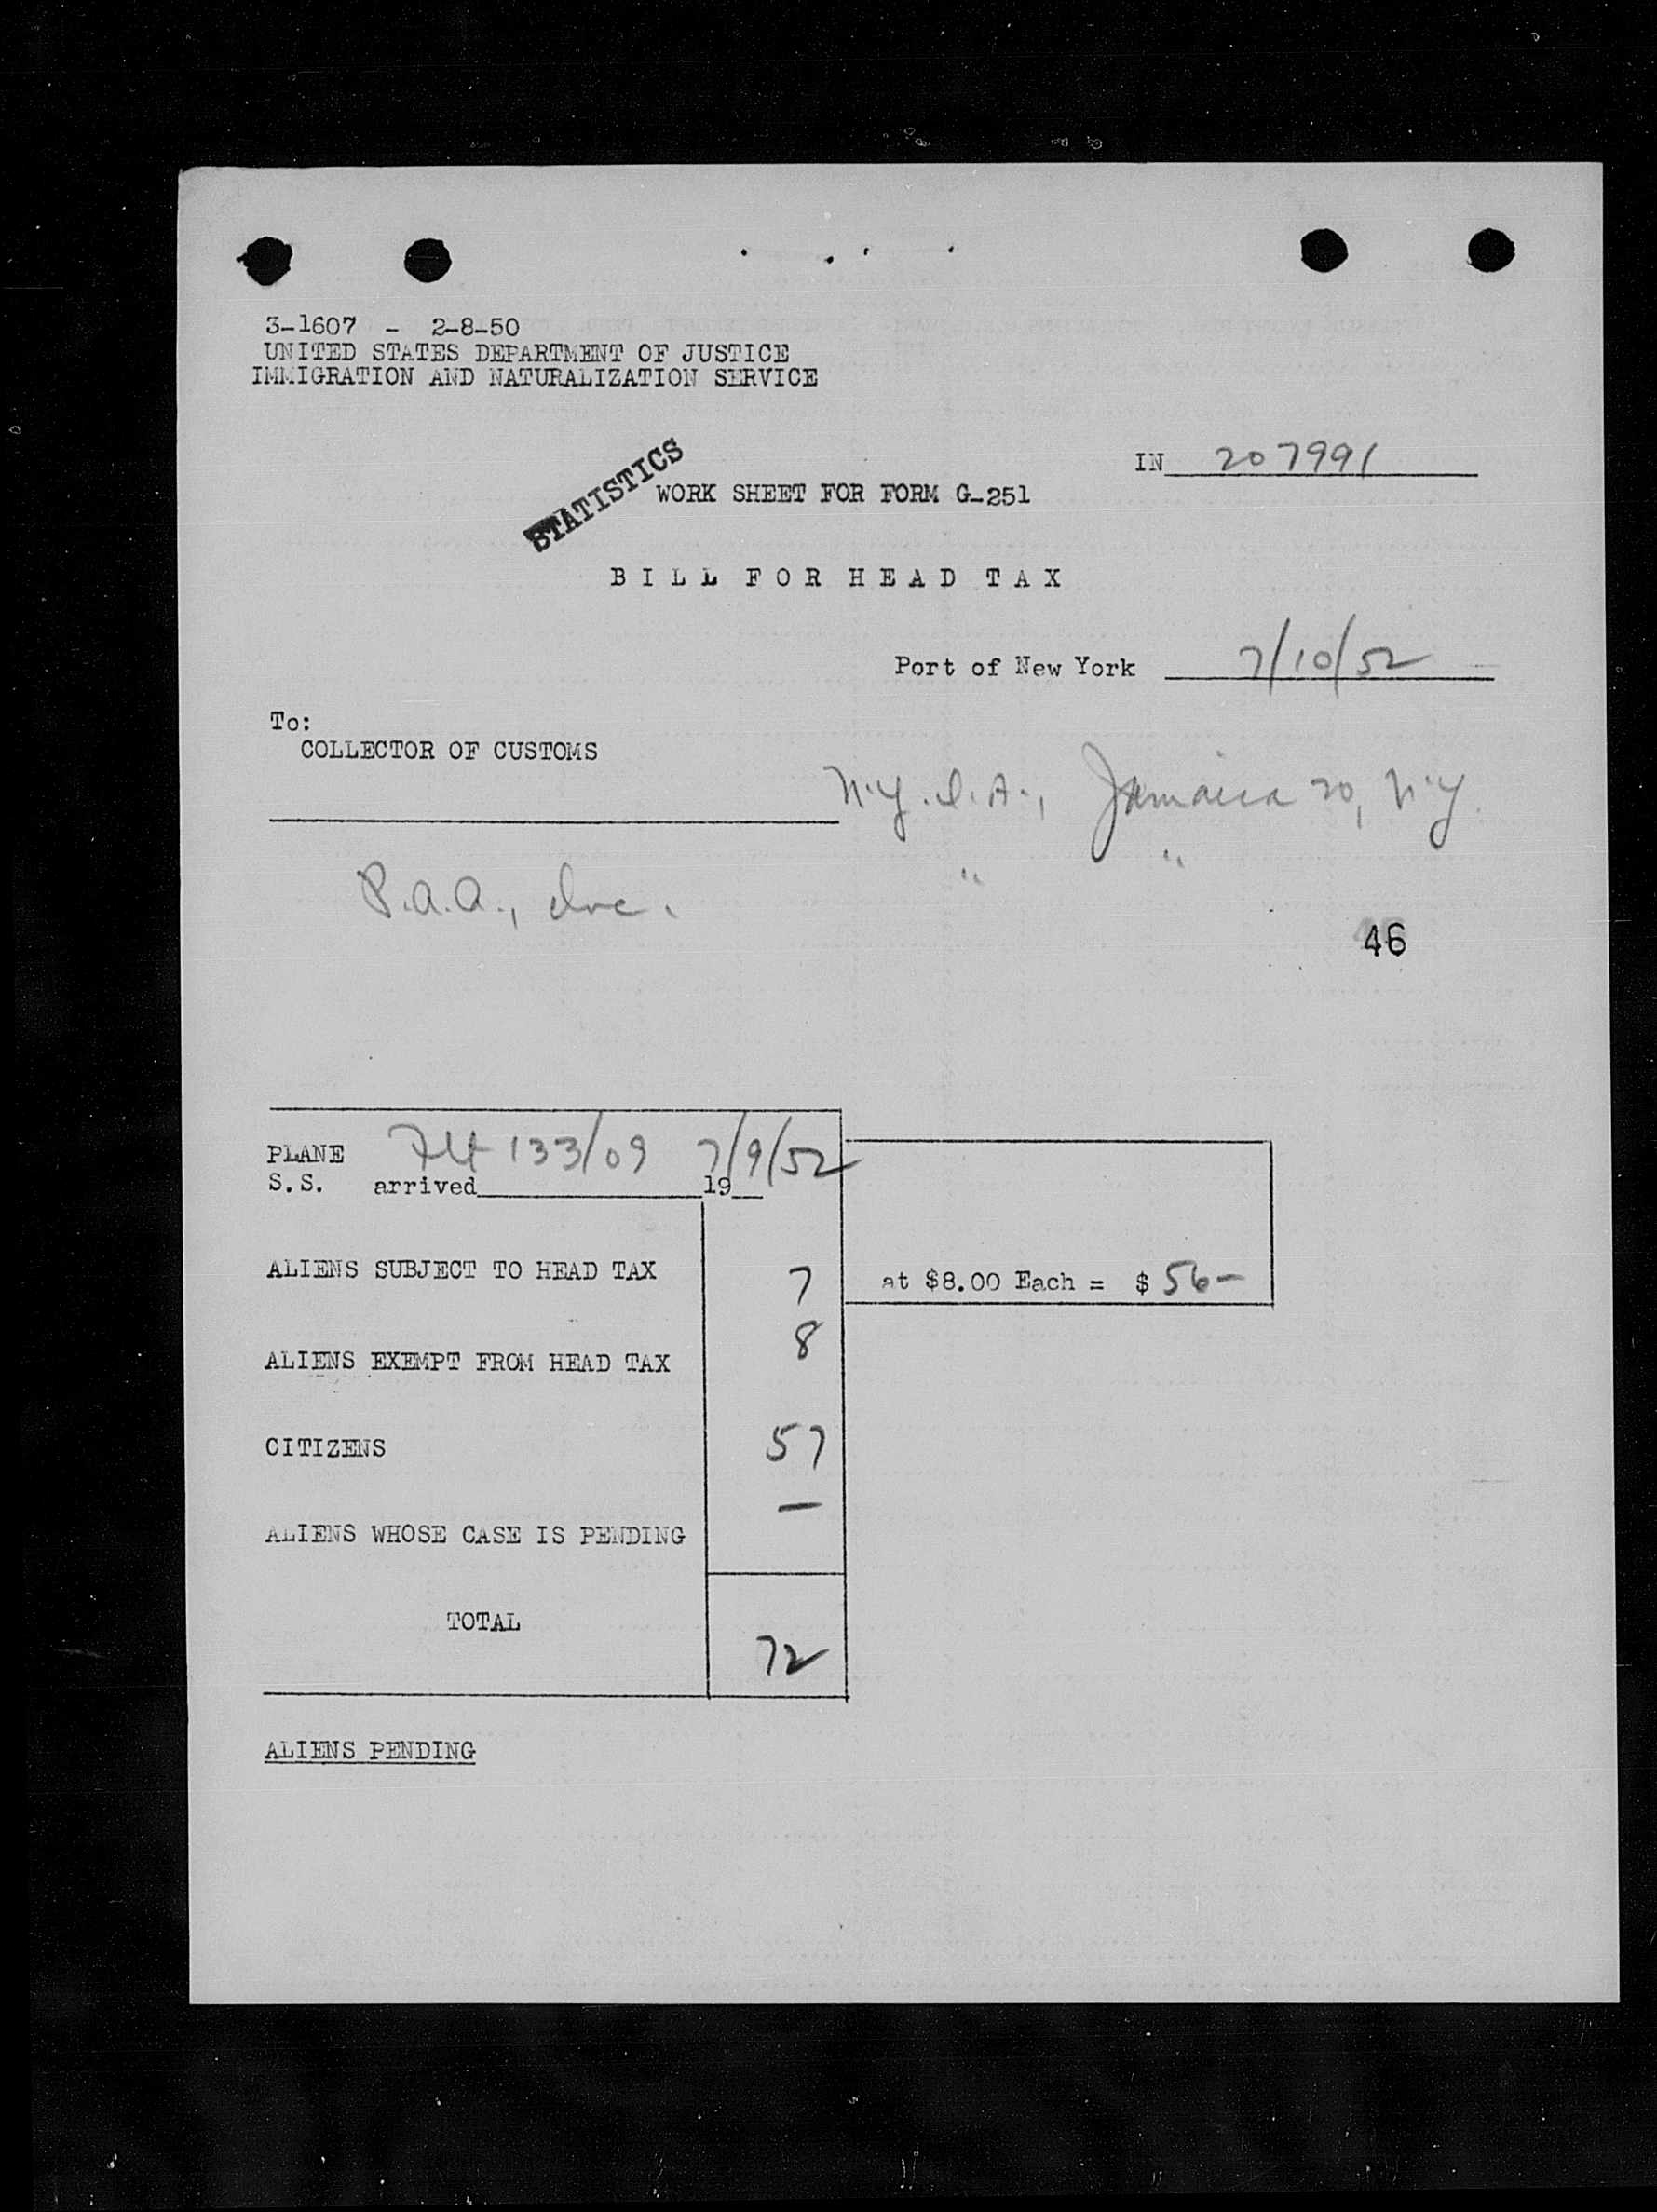 3-1607 - 2-8-50
UNITED STATES DEPARTMENT OF JUSTICE
IMMIGRATION AND NATURALIZATION SERVICE
IN 207991
STATISTICS
WORK SHEET FOR FORM G-251
BILL FOR HEAD TAX
Port of New York 7/10/52
To:
COLLECTOR OF CUSTOMS
N.Y.I.A., Jamaica 20, N.Y.
P.A.A., Inc. " "
46
PLANE Flt 133/09 7/9/52
S.S. arrived 19
ALIENS SUBJECT TO HEAD TAX 7 at $8.00 Each = $ 56-
ALIENS EXEMPT FROM HEAD TAX 8
CITIZENS 57
ALIENS WHOSE CASE IS PENDING —
TOTAL 72
ALIENS PENDING